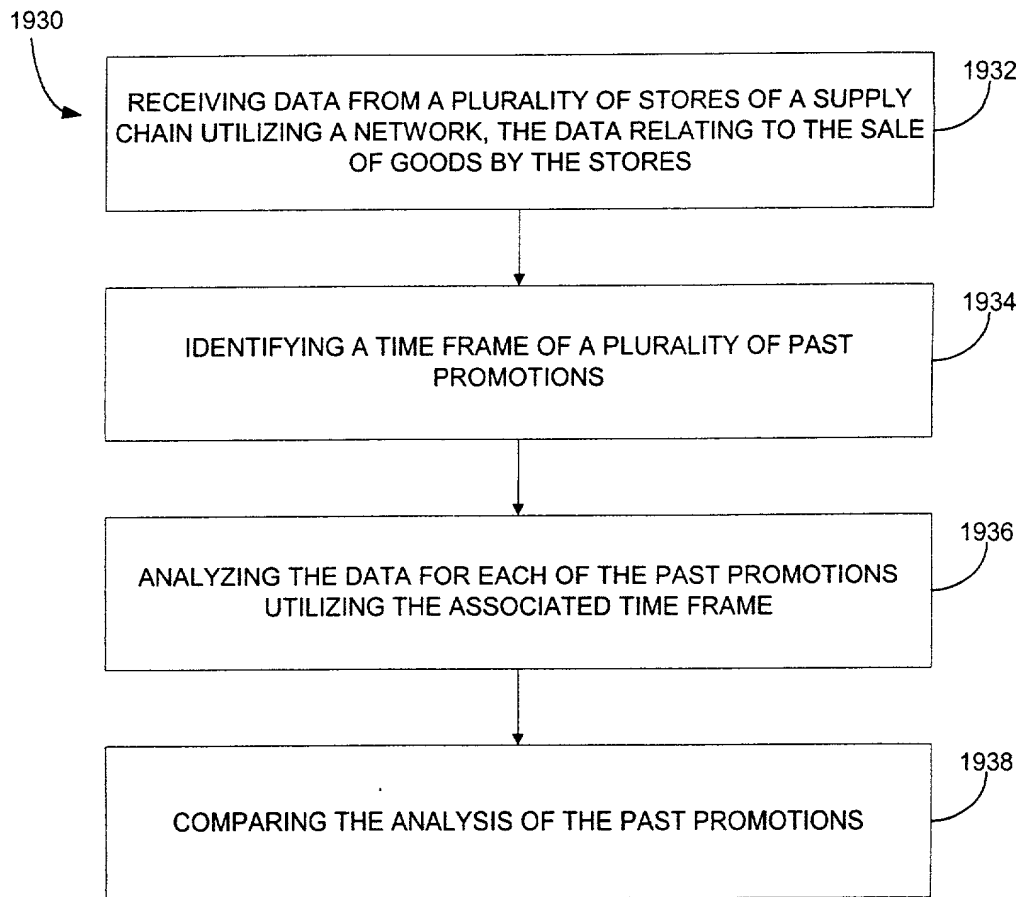 1930
1932
RECEIVING DATA FROM A PLURALITY OF STORES OF A SUPPLY
CHAIN UTILIZING A NETWORK, THE DATA RELATING TO THE SALE
OF GOODS BY THE STORES
1934
IDENTIFYING A TIME FRAME OF A PLURALITY OF PAST
PROMOTIONS
1936
ANALYZING THE DATA FOR EACH OF THE PAST PROMOTIONS
UTILIZING THE ASSOCIATED TIME FRAME
1938
COMPARING THE ANALYSIS OF THE PAST PROMOTIONS